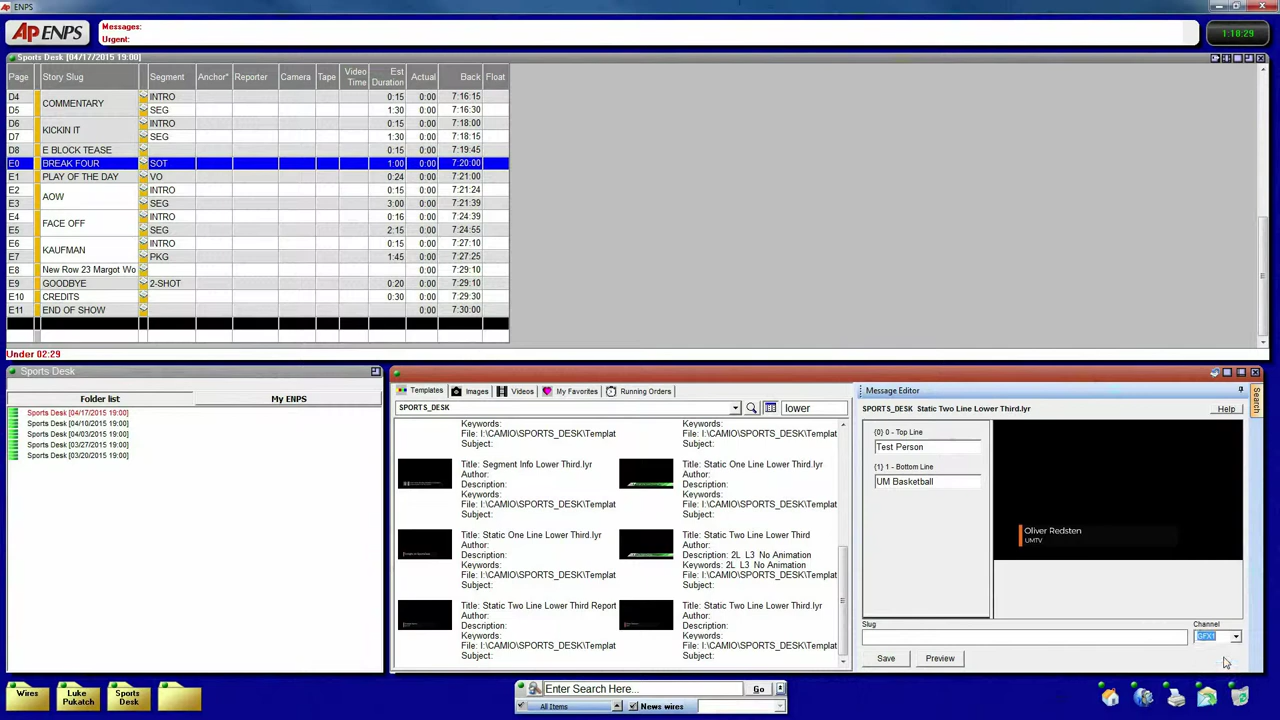 ENPS
AP ENPS
Messages:
Urgent:
1:18:29
Sports Desk [04/17/2015 19:00]
Page Story Slug Segment Anchor* Reporter Camera Tape Video Time Est Duration Actual Back Float
D4 COMMENTARY INTRO 0:15 0:00 7:16:15
D5 SEG 1:30 0:00 7:16:30
D6 KICKIN IT INTRO 0:15 0:00 7:18:00
D7 SEG 1:30 0:00 7:18:15
D8 E BLOCK TEASE 0:15 0:00 7:19:45
E0 BREAK FOUR SOT 1:00 0:00 7:20:00
E1 PLAY OF THE DAY VO 0:24 0:00 7:21:00
E2 AOW INTRO 0:15 0:00 7:21:24
E3 SEG 3:00 0:00 7:21:39
E4 FACE OFF INTRO 0:16 0:00 7:24:39
E5 SEG 2:15 0:00 7:24:55
E6 KAUFMAN INTRO 0:15 0:00 7:27:10
E7 PKG 1:45 0:00 7:27:25
E8 New Row 23 Margot Wo 0:00 7:29:10
E9 GOODBYE 2-SHOT 0:20 0:00 7:29:10
E10 CREDITS 0:30 0:00 7:29:30
E11 END OF SHOW 0:00 7:30:00
Under 02:29
Sports Desk
Folder list My ENPS
Sports Desk [04/17/2015 19:00]
Sports Desk [04/10/2015 19:00]
Sports Desk [04/03/2015 19:00]
Sports Desk [03/27/2015 19:00]
Sports Desk [03/20/2015 19:00]
Templates Images Videos My Favorites Running Orders
SPORTS_DESK lower
Keywords: Keywords:
File: I:\CAMIO\SPORTS_DESK\Templat File: I:\CAMIO\SPORTS_DESK\Templat
Subject: Subject:
Title: Segment Info Lower Third.lyr Title: Static One Line Lower Third.lyr
Author: Author:
Description: Description:
Keywords: Keywords:
File: I:\CAMIO\SPORTS_DESK\Templat File: I:\CAMIO\SPORTS_DESK\Templat
Subject: Subject:
Title: Static One Line Lower Third.lyr Title: Static Two Line Lower Third
Author: Author:
Description: Description: 2L L3 No Animation
Keywords: Keywords: 2L L3 No Animation
File: I:\CAMIO\SPORTS_DESK\Templat File: I:\CAMIO\SPORTS_DESK\Templat
Subject: Subject:
Title: Static Two Line Lower Third Report Title: Static Two Line Lower Third.lyr
Author: Author:
Description: Description:
Keywords: Keywords:
File: I:\CAMIO\SPORTS_DESK\Templat File: I:\CAMIO\SPORTS_DESK\Templat
Subject: Subject:
Message Editor
Search
SPORTS_DESK Static Two Line Lower Third.lyr Help
{0} 0 - Top Line
Test Person
{1} 1 - Bottom Line
UM Basketball
Oliver Redsten
UMTV
Slug Channel
GFX1
Save Preview
Wires
Luke Pukatch
Sports Desk
Enter Search Here... Go
All Items News wires